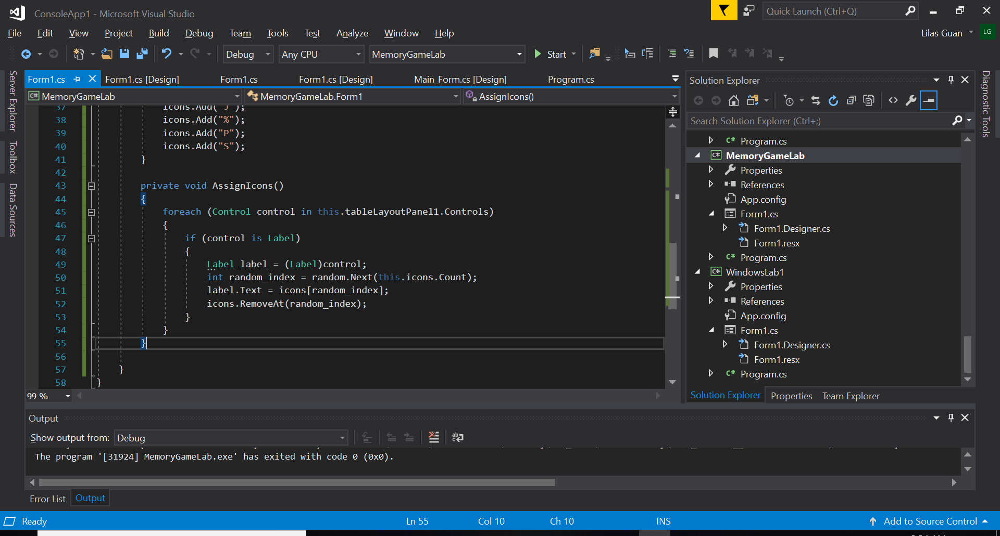 ConsoleApp1 - Microsoft Visual Studio
Quick Launch (Ctrl+Q)
File Edit View Project Build Debug Team Tools Test Analyze Window Help
Lilas Guan LG
Debug Any CPU MemoryGameLab Start
Server Explorer
Toolbox
Data Sources
Form1.cs Form1.cs [Design] Form1.cs Form1.cs [Design] Main_Form.cs [Design] Program.cs
C# MemoryGameLab MemoryGameLab.Form1 AssignIcons()
37 icons.Add("J");
38 icons.Add("%");
39 icons.Add("P");
40 icons.Add("S");
41 }
42
43 private void AssignIcons()
44 {
45 foreach (Control control in this.tableLayoutPanel1.Controls)
46 {
47 if (control is Label)
48 {
49 Label label = (Label)control;
50 int random_index = random.Next(this.icons.Count);
51 label.Text = icons[random_index];
52 icons.RemoveAt(random_index);
53 }
54 }
55 }
56
57 }
58 }
99 %
Solution Explorer
Search Solution Explorer (Ctrl+;)
C# Program.cs
C# MemoryGameLab
Properties
References
App.config
Form1.cs
Form1.Designer.cs
Form1.resx
C# Program.cs
C# WindowsLab1
Properties
References
App.config
Form1.cs
Form1.Designer.cs
Form1.resx
C# Program.cs
Solution Explorer Properties Team Explorer
Diagnostic Tools
Output
Show output from: Debug
The program '[31924] MemoryGameLab.exe' has exited with code 0 (0x0).
Error List Output
Ready Ln 55 Col 10 Ch 10 INS Add to Source Control